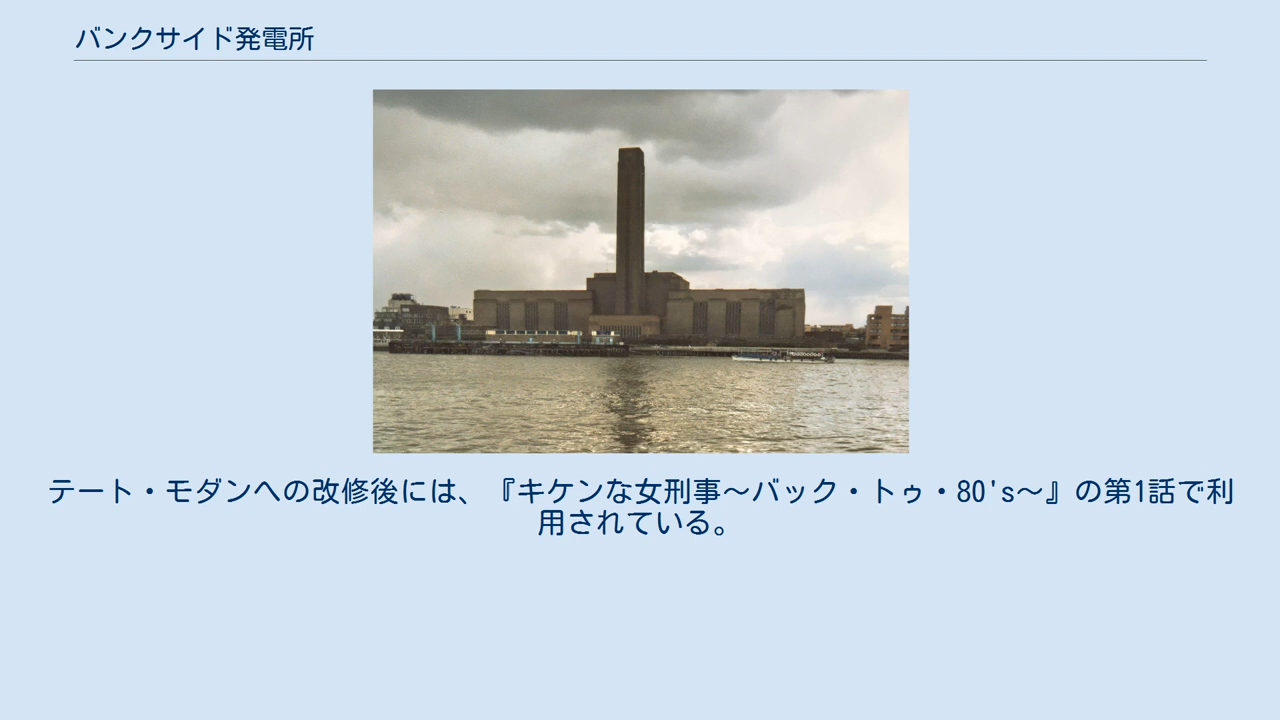 バンクサイド発電所
テート・モダンへの改修後には、『キケンな女刑事〜バック・トゥ・80's〜』の第1話で利
用されている。